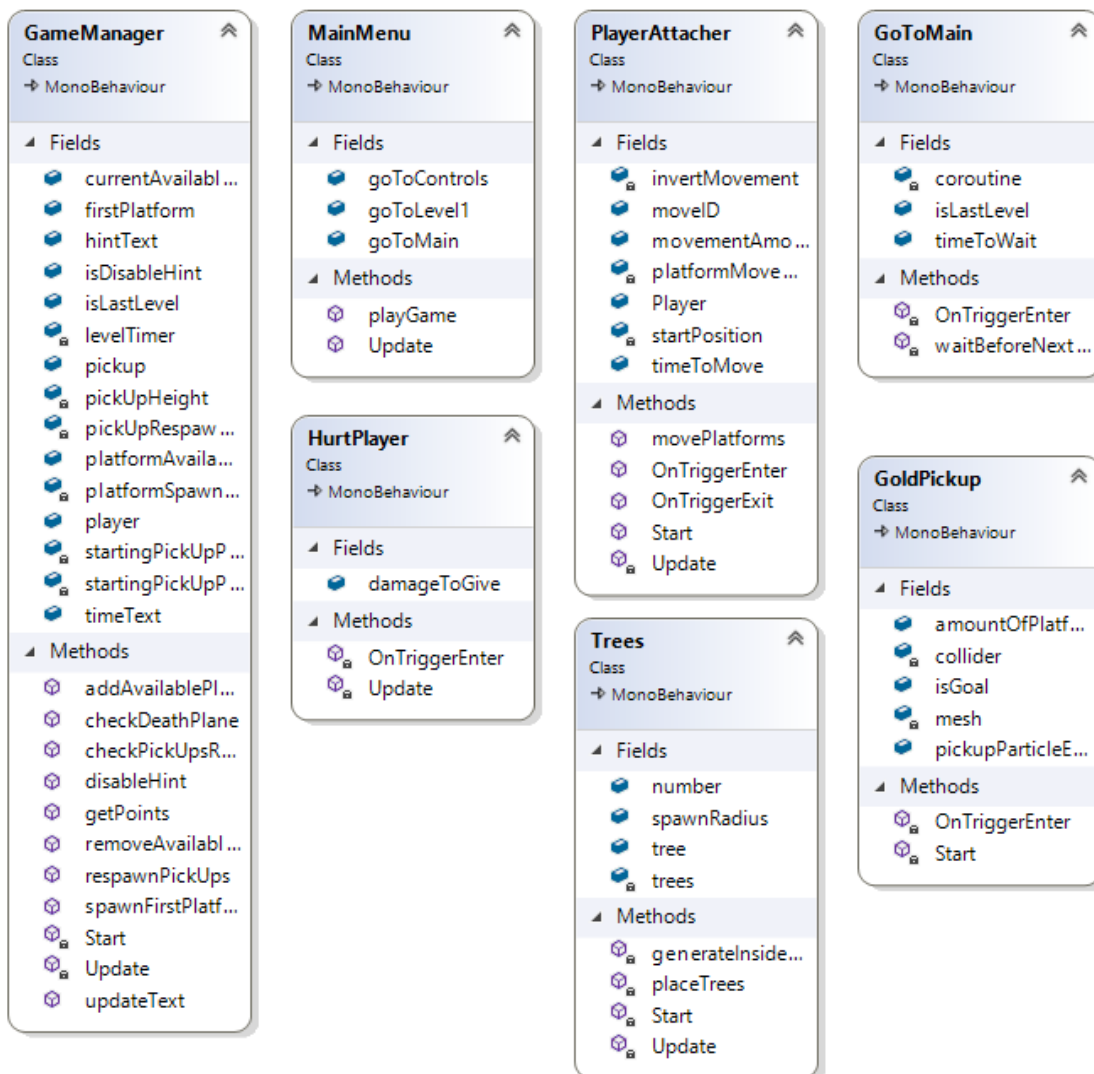 GameManager
Class
MonoBehaviour
Fields
currentAvailabl ...
firstPlatform
hintText
isDisableHint
isLastLevel
levelTimer
pickup
pickUpHeight
pickUpRespaw ...
platformAvaila...
platformSpawn...
player
startingPickUpP ...
startingPickUpP ...
timeText
Methods
addAvailablePl...
checkDeathPlane
checkPickUpsR...
disableHint
getPoints
removeAvailabl ...
respawnPickUps
spawnFirstPlatf...
Start
Update
updateText
MainMenu
Class
MonoBehaviour
Fields
goToControls
goToLevel1
goToMain
Methods
playGame
Update
HurtPlayer
Class
MonoBehaviour
Fields
damageToGive
Methods
OnTriggerEnter
Update
PlayerAttacher
Class
MonoBehaviour
Fields
invertMovement
moveID
movementAmo...
platformMove...
Player
startPosition
timeToMove
Methods
movePlatforms
OnTriggerEnter
OnTriggerExit
Start
Update
Trees
Class
MonoBehaviour
Fields
number
spawnRadius
tree
trees
Methods
generateInside...
placeTrees
Start
Update
GoToMain
Class
MonoBehaviour
Fields
coroutine
isLastLevel
timeToWait
Methods
OnTriggerEnter
waitBeforeNext...
GoldPickup
Class
MonoBehaviour
Fields
amountOfPlatf...
collider
isGoal
mesh
pickupParticleE...
Methods
OnTriggerEnter
Start